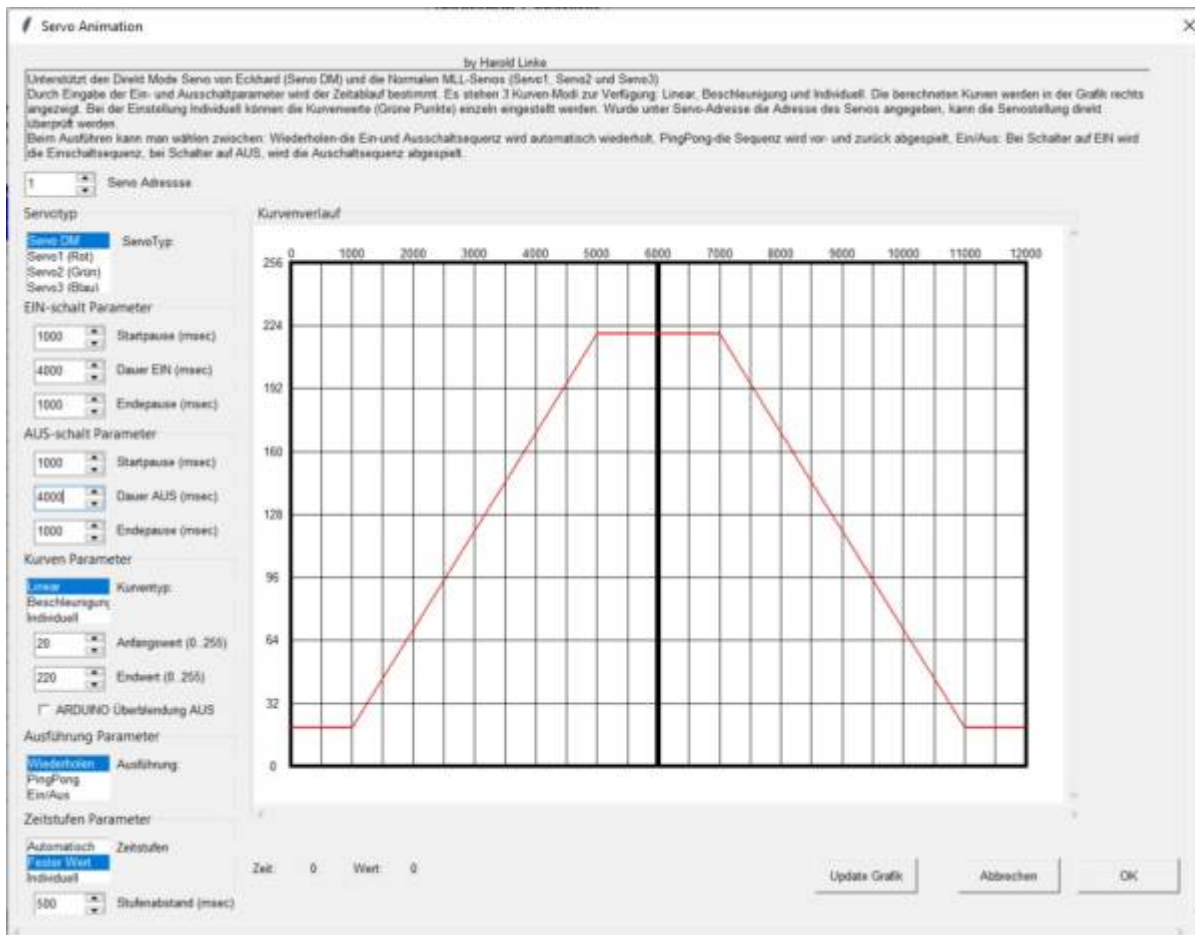 Servo Animation
by Harold Linke
Unterstützt den Direkt Mode Servo von Eckhard (Servo DM) und die Normalen MLL-Servos (Servo1, Servo2 und Servo3)
Durch Eingabe der Ein- und Ausschaltparameter wird der Zeitablauf bestimmt. Es stehen 3 Kurven-Modi zur Verfügung: Linear, Beschleunigung und Individuell. Die berechneten Kurven werden in der Grafik rechts
angezeigt. Bei der Einstellung Individuell können die Kurvenwerte (Grüne Punkte) einzeln eingestellt werden. Wurde unter Servo-Adresse die Adresse des Servos angegeben, kann die Servostellung direkt
überprüft werden.
Beim Ausführen kann man wählen zwischen: Wiederholen-die Ein-und Ausschaltsequenz wird automatisch wiederholt, PingPong-die Sequenz wird vor- und zurück abgespielt, Ein/Aus: Bei Schalter auf EIN wird
die Einschaltsequenz, bei Schalter auf AUS, wird die Auschaltsequenz abgespielt.
1 Servo Adressse
Servotyp
Servo DM ServoTyp:
Servo1 (Rot)
Servo2 (Grün)
Servo3 (Blau)
EIN-schalt Parameter
1000 Startpause (msec)
4000 Dauer EIN (msec)
1000 Endepause (msec)
AUS-schalt Parameter
1000 Startpause (msec)
4000 Dauer AUS (msec)
1000 Endepause (msec)
Kurven Parameter
Linear Kurventyp:
Beschleunigung
Individuell
20 Anfangswert (0..255)
220 Endwert (0..255)
ARDUINO Überblendung AUS
Ausführung Parameter
Wiederholen Ausführung:
PingPong
Ein/Aus
Zeitstufen Parameter
Automatisch Zeitstufen
Fester Wert
Individuell
500 Stufenabstand (msec)
Kurvenverlauf
0 1000 2000 3000 4000 5000 6000 7000 8000 9000 10000 11000 12000
256
224
192
160
128
96
64
32
0
Zeit: 0 Wert: 0
Update Grafik Abbrechen OK